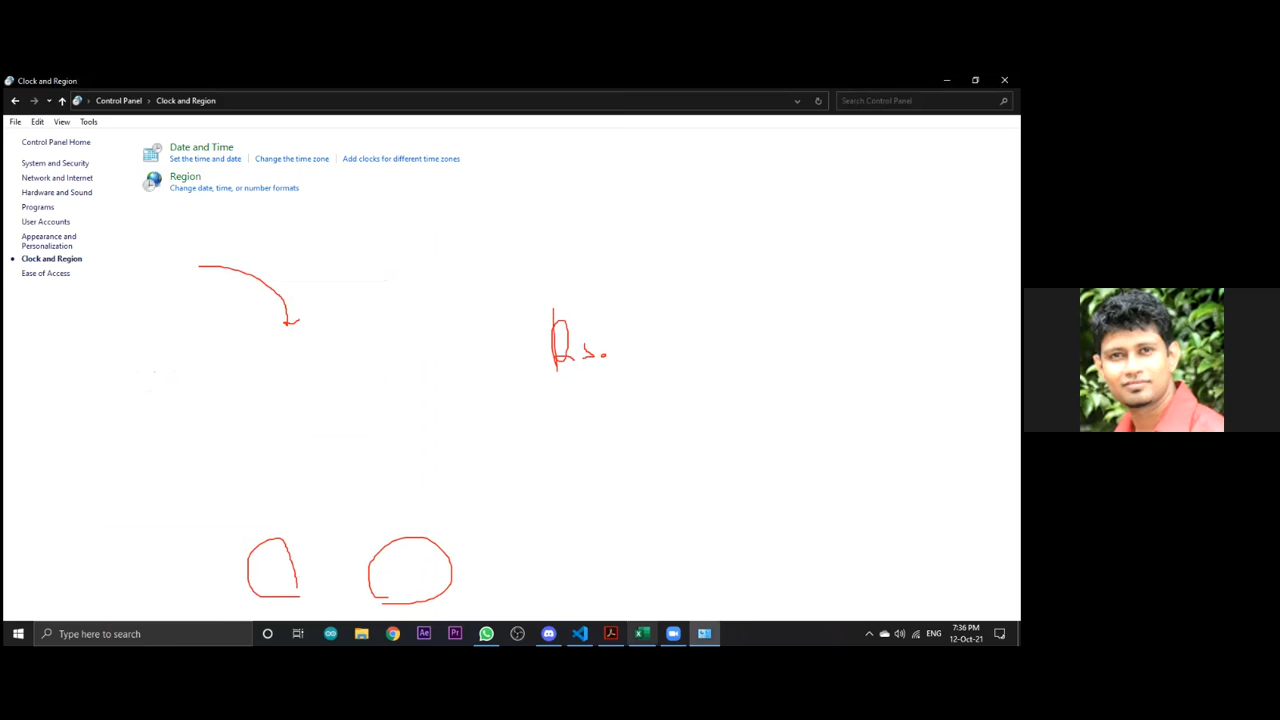 Clock and Region
Control Panel > Clock and Region
Search Control Panel
File Edit View Tools
Control Panel Home
System and Security
Network and Internet
Hardware and Sound
Programs
User Accounts
Appearance and
Personalization
Clock and Region
Ease of Access
Date and Time
Set the time and date | Change the time zone | Add clocks for different time zones
Region
Change date, time, or number formats
Rs.
Type here to search
Ae
Pr
ENG
7:36 PM
12-Oct-21